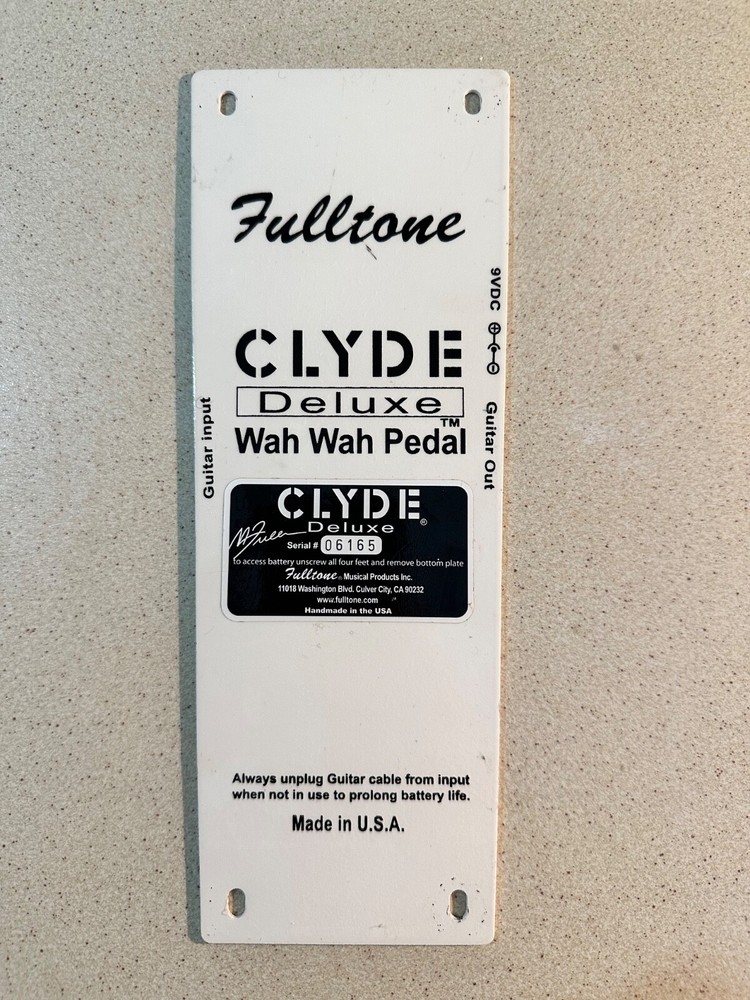 Fulltone
9VDC
CLYDE
Deluxe
Wah Wah Pedal™
Guitar input
Guitar Out
CLYDE
Deluxe®
M Fuller
Serial # 06165
to access battery unscrew all four feet and remove bottom plate
Fulltone® Musical Products Inc.
11018 Washington Blvd. Culver City, CA 90232
www.fulltone.com
Handmade in the USA
Always unplug Guitar cable from input
when not in use to prolong battery life.
Made in U.S.A.